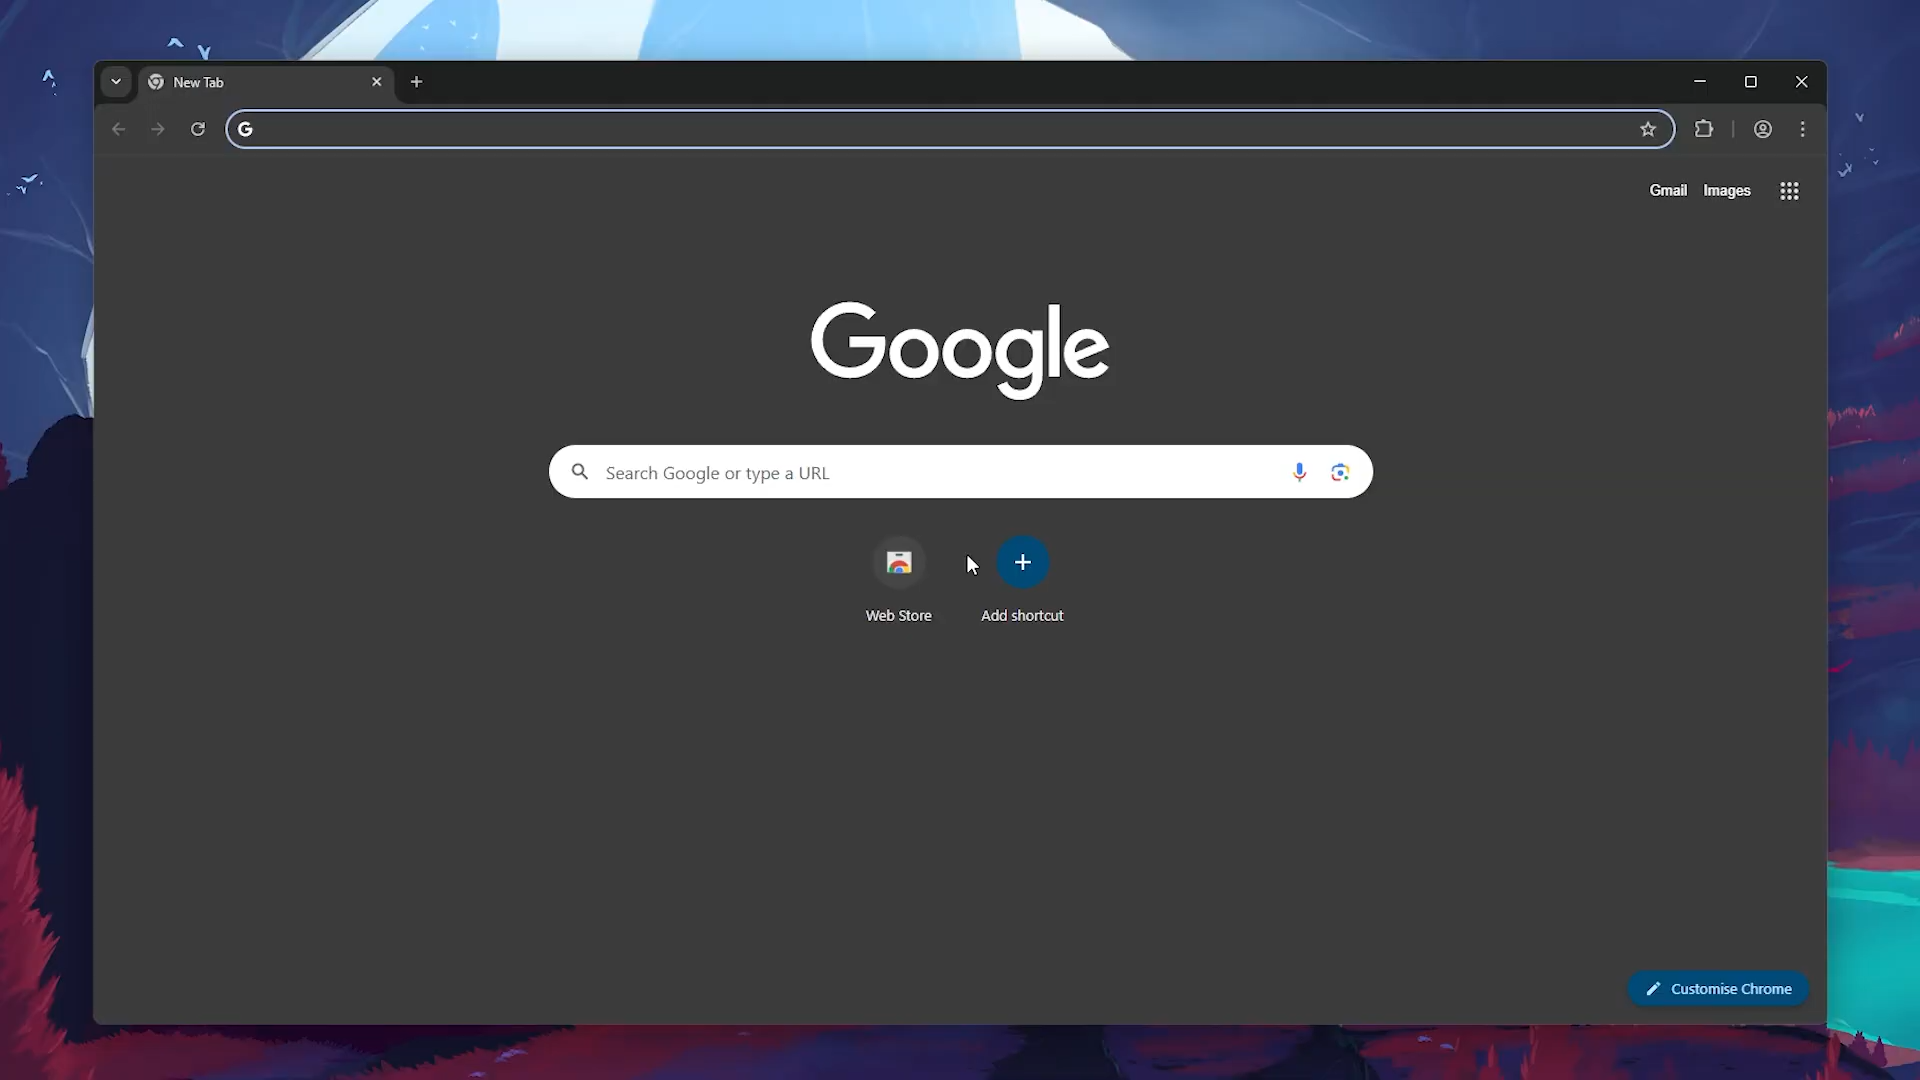 New Tab
Gmail Images
Google
Search Google or type a URL
Web Store Add shortcut
Customise Chrome